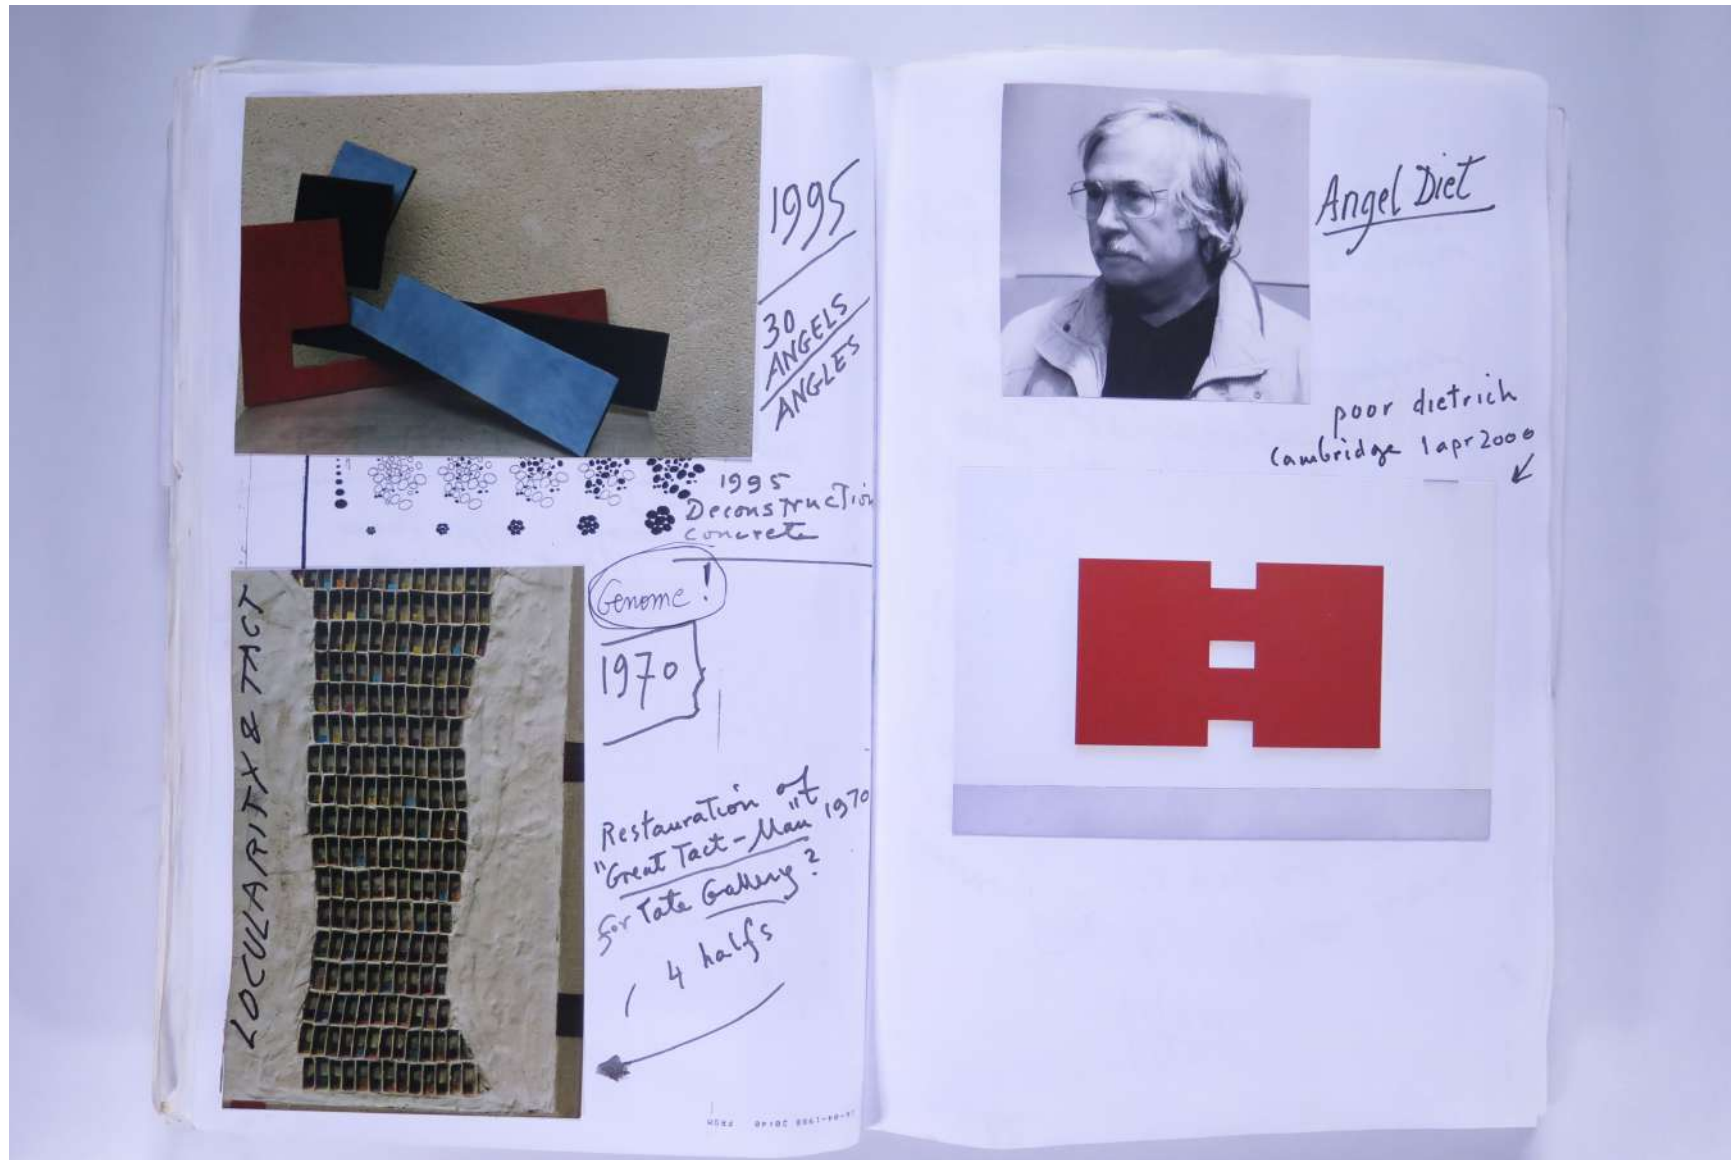 1995
30
ANGELS
ANGLES
1995
Deconstruction
concrete
Genome!
1970
LOCULARITY & TACT
Restauration of
"Great Tact-Man" 1970
for Tate Gallery?
4 halfs
Angel Diet
poor dietrich
Cambridge 1apr2000